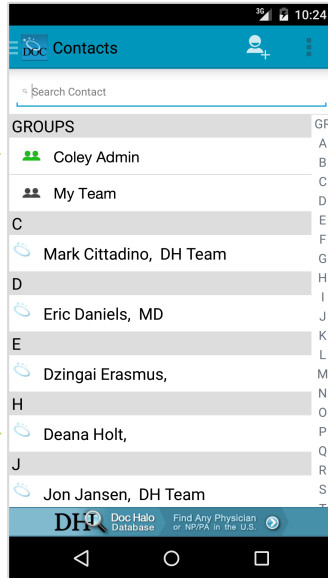 3G 10:24
DOC Contacts
Search Contact
GROUPS
GR
Coley Admin
My Team
C
Mark Cittadino, DH Team
D
Eric Daniels, MD
E
Dzingai Erasmus,
H
Deana Holt,
J
Jon Jansen, DH Team
A
B
C
D
E
F
G
H
I
J
K
L
M
N
O
P
Q
R
S
T
DH Doc Halo Database Find Any Physician or NP/PA in the U.S.